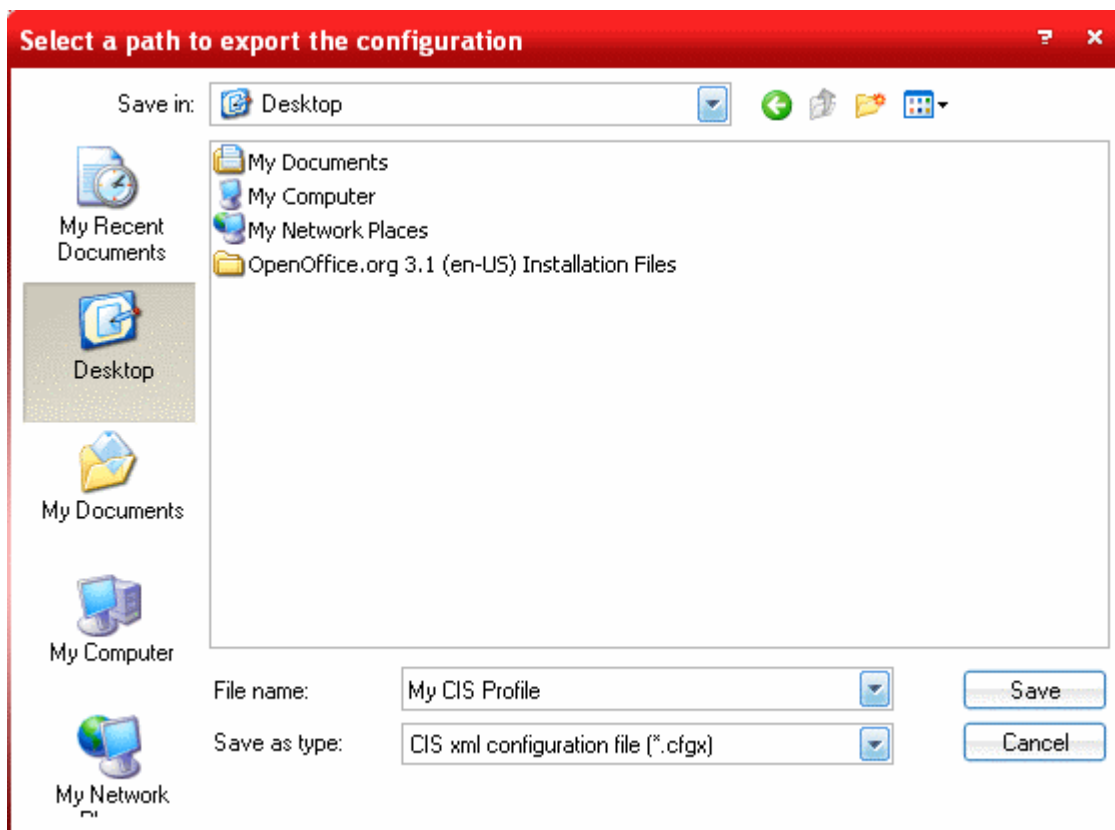 Select a path to export the configuration
Save in:
Desktop
My Documents
My Computer
My Network Places
OpenOffice.org 3.1 (en-US) Installation Files
My Recent
Documents
Desktop
My Documents
My Computer
My Network
File name:
My CIS Profile
Save
Save as type:
CIS xml configuration file (*.cfgx)
Cancel